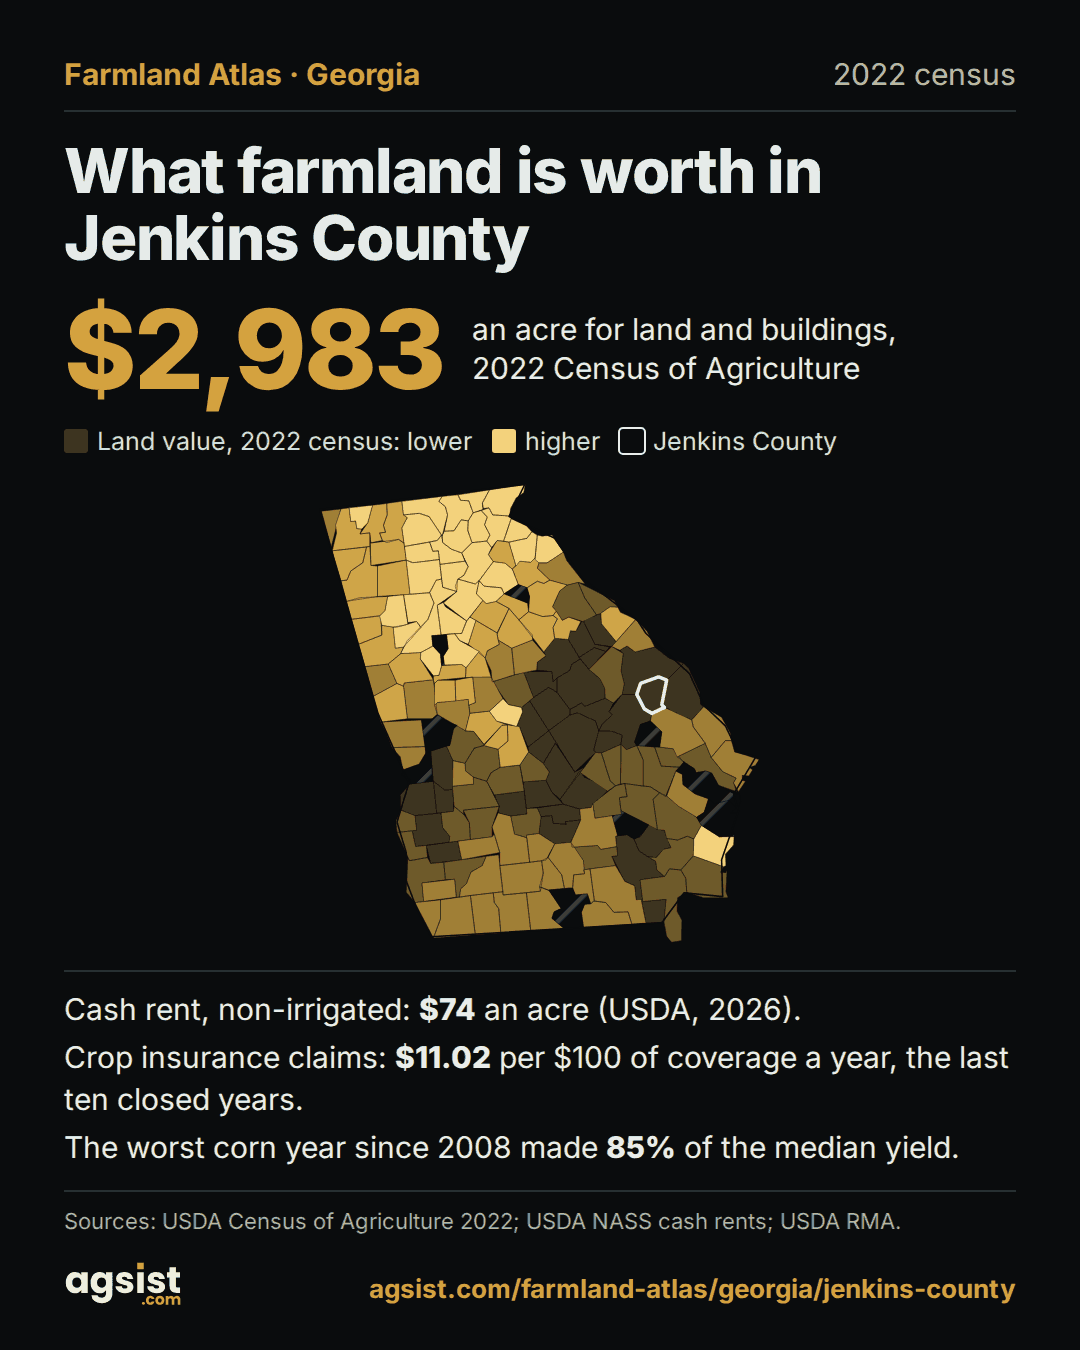 Farmland Atlas · Georgia
2022 census
What farmland is worth in
Jenkins County
$2,983
an acre for land and buildings,
2022 Census of Agriculture
Land value, 2022 census: lower
higher
Jenkins County
Cash rent, non-irrigated: $74 an acre (USDA, 2026).
Crop insurance claims: $11.02 per $100 of coverage a year, the last
ten closed years.
The worst corn year since 2008 made 85% of the median yield.
Sources: USDA Census of Agriculture 2022; USDA NASS cash rents; USDA RMA.
agsist
.com
agsist.com/farmland-atlas/georgia/jenkins-county